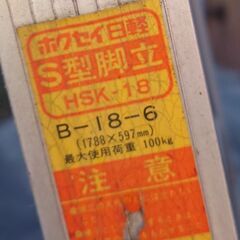 ホクセイ日軽
S型脚立
HSK-18
B-18-6
(1788×597mm)
最大使用荷重 100kg
注意